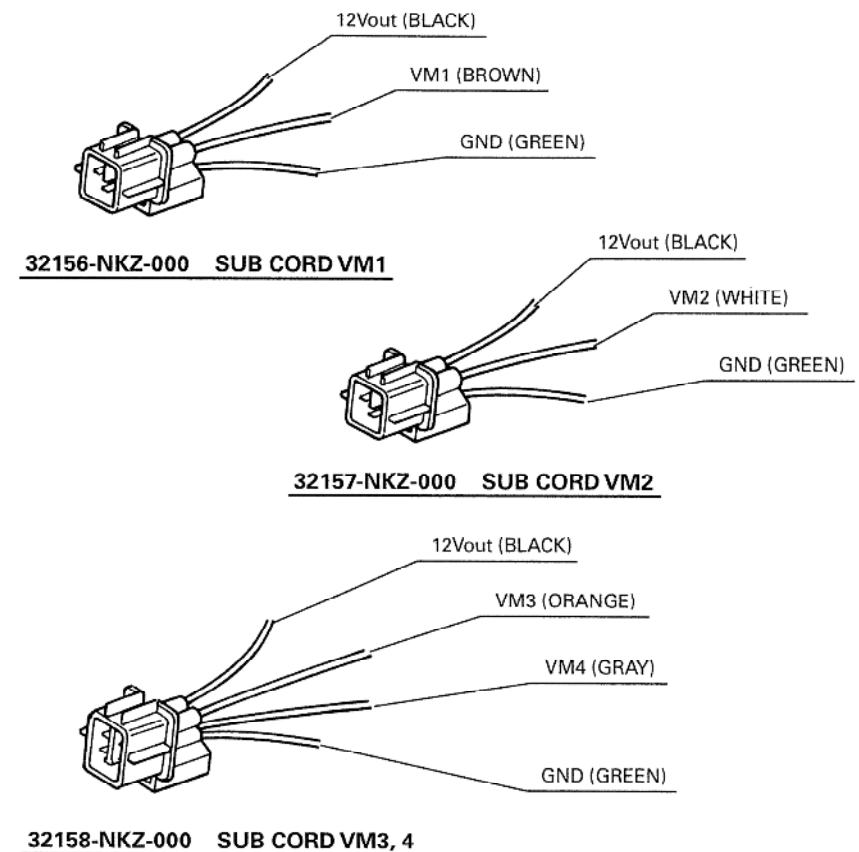 12Vout (BLACK)
VM1 (BROWN)
GND (GREEN)
32156-NKZ-000 SUB CORD VM1
12Vout (BLACK)
VM2 (WHITE)
GND (GREEN)
32157-NKZ-000 SUB CORD VM2
12Vout (BLACK)
VM3 (ORANGE)
VM4 (GRAY)
GND (GREEN)
32158-NKZ-000 SUB CORD VM3, 4